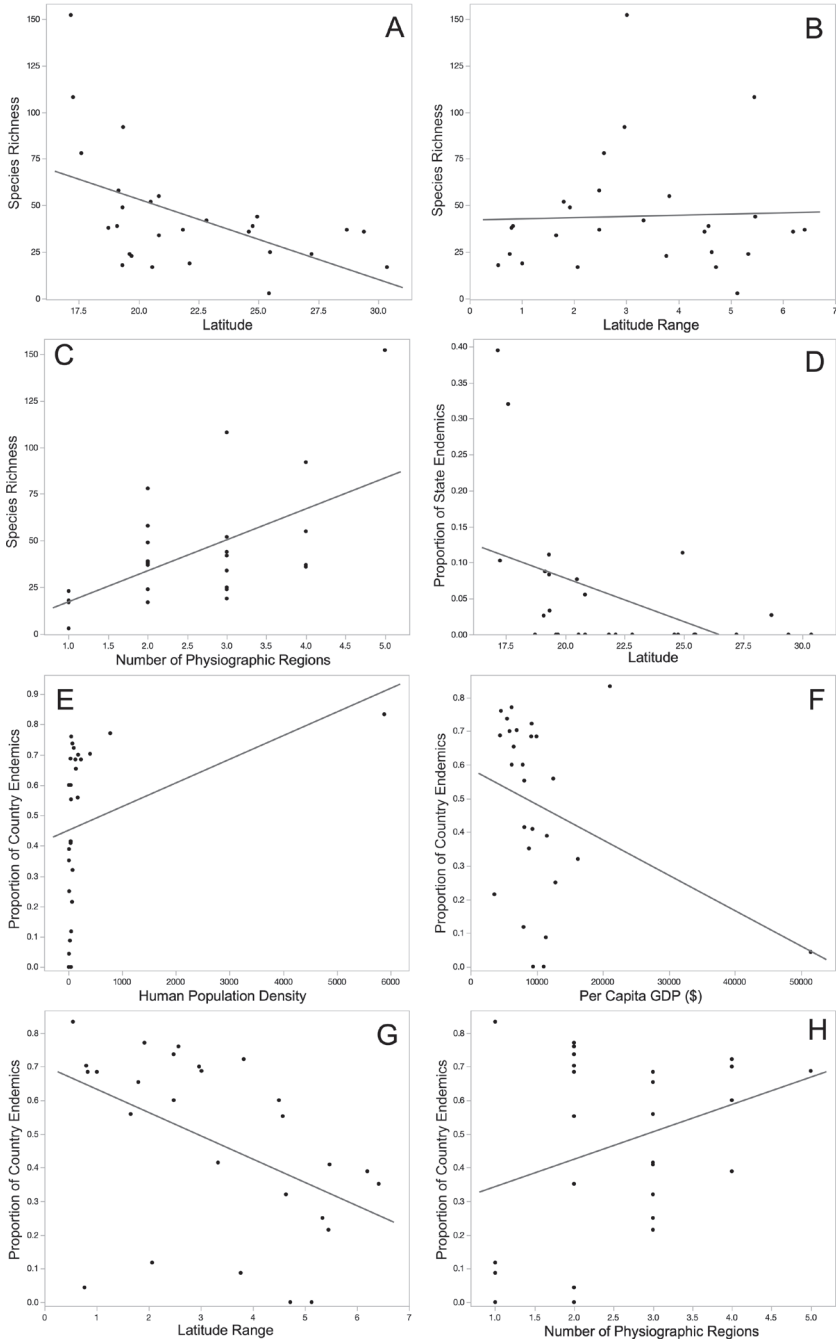 A
Species Richness
150
125
100
75
50
25
0
17.5 20.0 22.5 25.0 27.5 30.0
Latitude
B
Species Richness
150
125
100
75
50
25
0
0 1 2 3 4 5 6 7
Latitude Range
C
Species Richness
150
125
100
75
50
25
0
1.0 1.5 2.0 2.5 3.0 3.5 4.0 4.5 5.0
Number of Physiographic Regions
D
Proportion of State Endemics
0.40
0.35
0.30
0.25
0.20
0.15
0.10
0.05
0.00
17.5 20.0 22.5 25.0 27.5 30.0
Latitude
E
Proportion of Country Endemics
0.9
0.8
0.7
0.6
0.5
0.4
0.3
0.2
0.1
0.0
0 1000 2000 3000 4000 5000 6000
Human Population Density
F
Proportion of Country Endemics
0.8
0.7
0.6
0.5
0.4
0.3
0.2
0.1
0.0
0 10000 20000 30000 40000 50000
Per Capita GDP ($)
G
Proportion of Country Endemics
0.8
0.7
0.6
0.5
0.4
0.3
0.2
0.1
0.0
0 1 2 3 4 5 6 7
Latitude Range
H
Proportion of Country Endemics
0.8
0.7
0.6
0.5
0.4
0.3
0.2
0.1
0.0
1.0 1.5 2.0 2.5 3.0 3.5 4.0 4.5 5.0
Number of Physiographic Regions